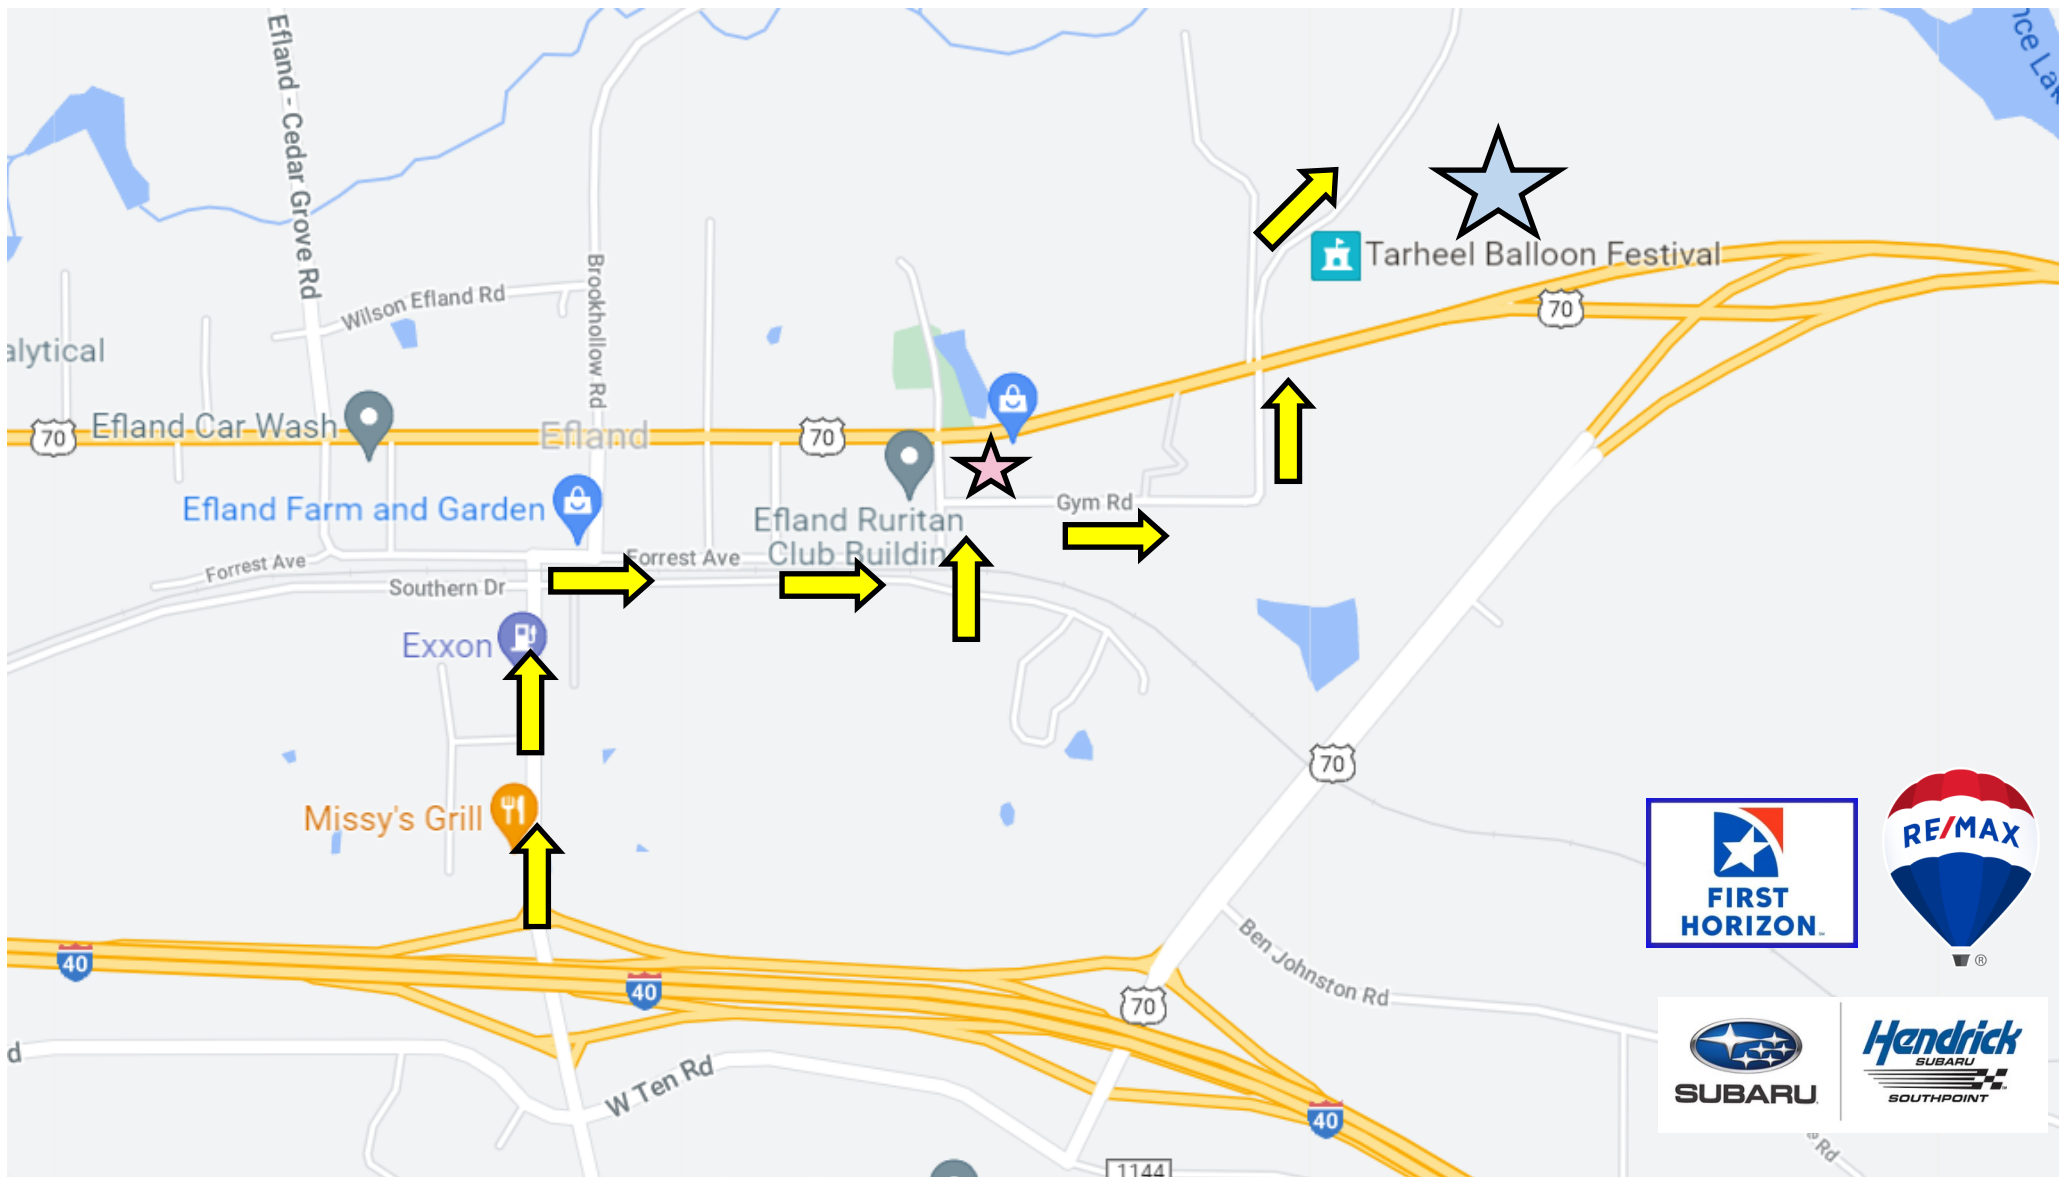 Efland - Cedar Grove Rd
nce Lak
Brookhollow Rd
Wilson Efland Rd
Tarheel Balloon Festival
70
alytical
Efland Car Wash
70
Efland
70
Efland Farm and Garden
Gym Rd
Efland Ruritan
Club Buildin
Forrest Ave
Forrest Ave
Southern Dr
Exxon
70
Missy's Grill
RE/MAX
®
FIRST
HORIZON
Ben Johnston Rd
40
40
70
d
W Ten Rd
SUBARU
Hendrick
SUBARU
SOUTHPOINT
40
Rd
1144